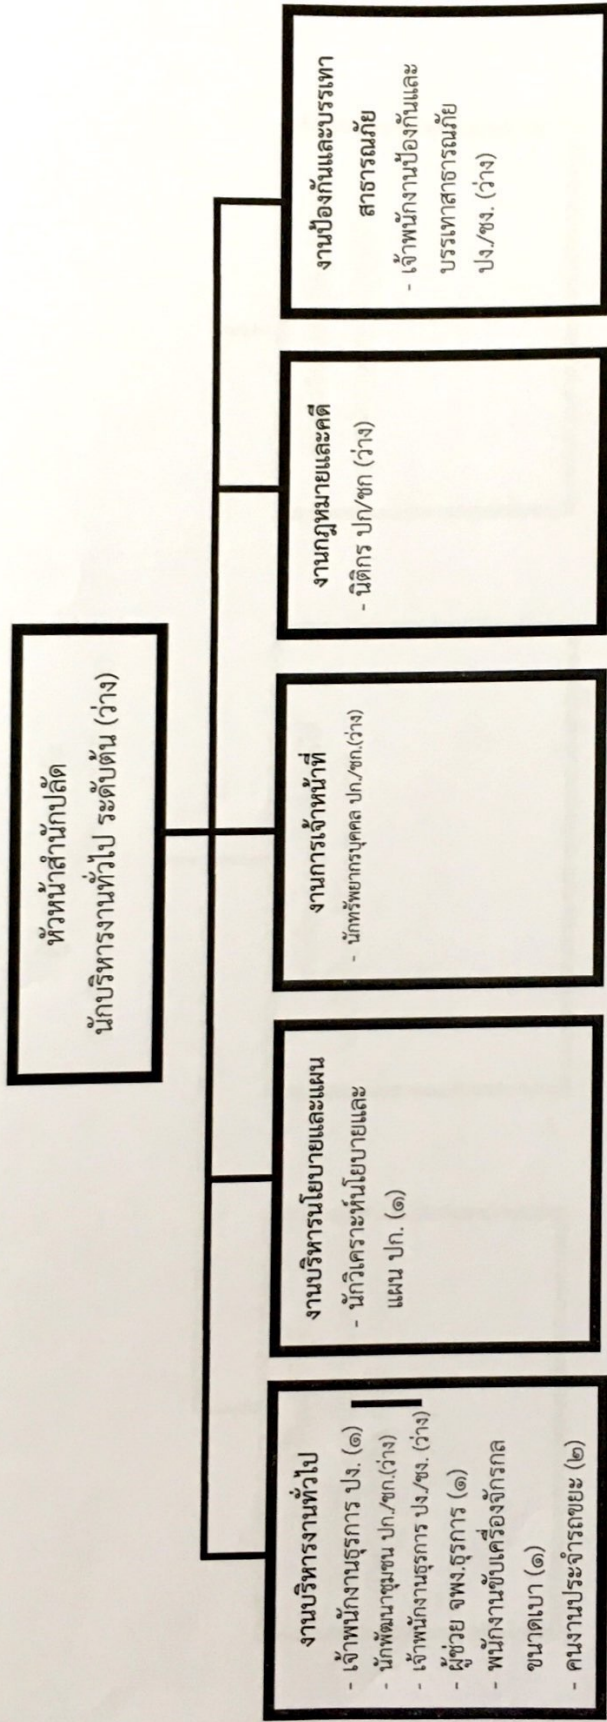 หัวหน้าสำนักปลัด
นักบริหารงานทั่วไป ระดับต้น (ว่าง)
งานบริหารงานทั่วไป
- เจ้าพนักงานธุรการ ปง. (๑)
- นักพัฒนาชุมชน ปก./ชก.(ว่าง)
- เจ้าพนักงานธุรการ ปง./ชง. (ว่าง)
- ผู้ช่วย จพง.ธุรการ (๑)
- พนักงานขับเครื่องจักรกล
ขนาดเบา (๑)
- คนงานประจำรถขยะ (๒)
งานบริหารนโยบายและแผน
- นักวิเคราะห์นโยบายและ
แผน ปก. (๑)
งานการเจ้าหน้าที่
- นักทรัพยากรบุคคล ปก./ชก.(ว่าง)
งานกฎหมายและคดี
- นิติกร ปก/ชก (ว่าง)
งานป้องกันและบรรเทา
สาธารณภัย
- เจ้าพนักงานป้องกันและ
บรรเทาสาธารณภัย
ปง./ชง. (ว่าง)